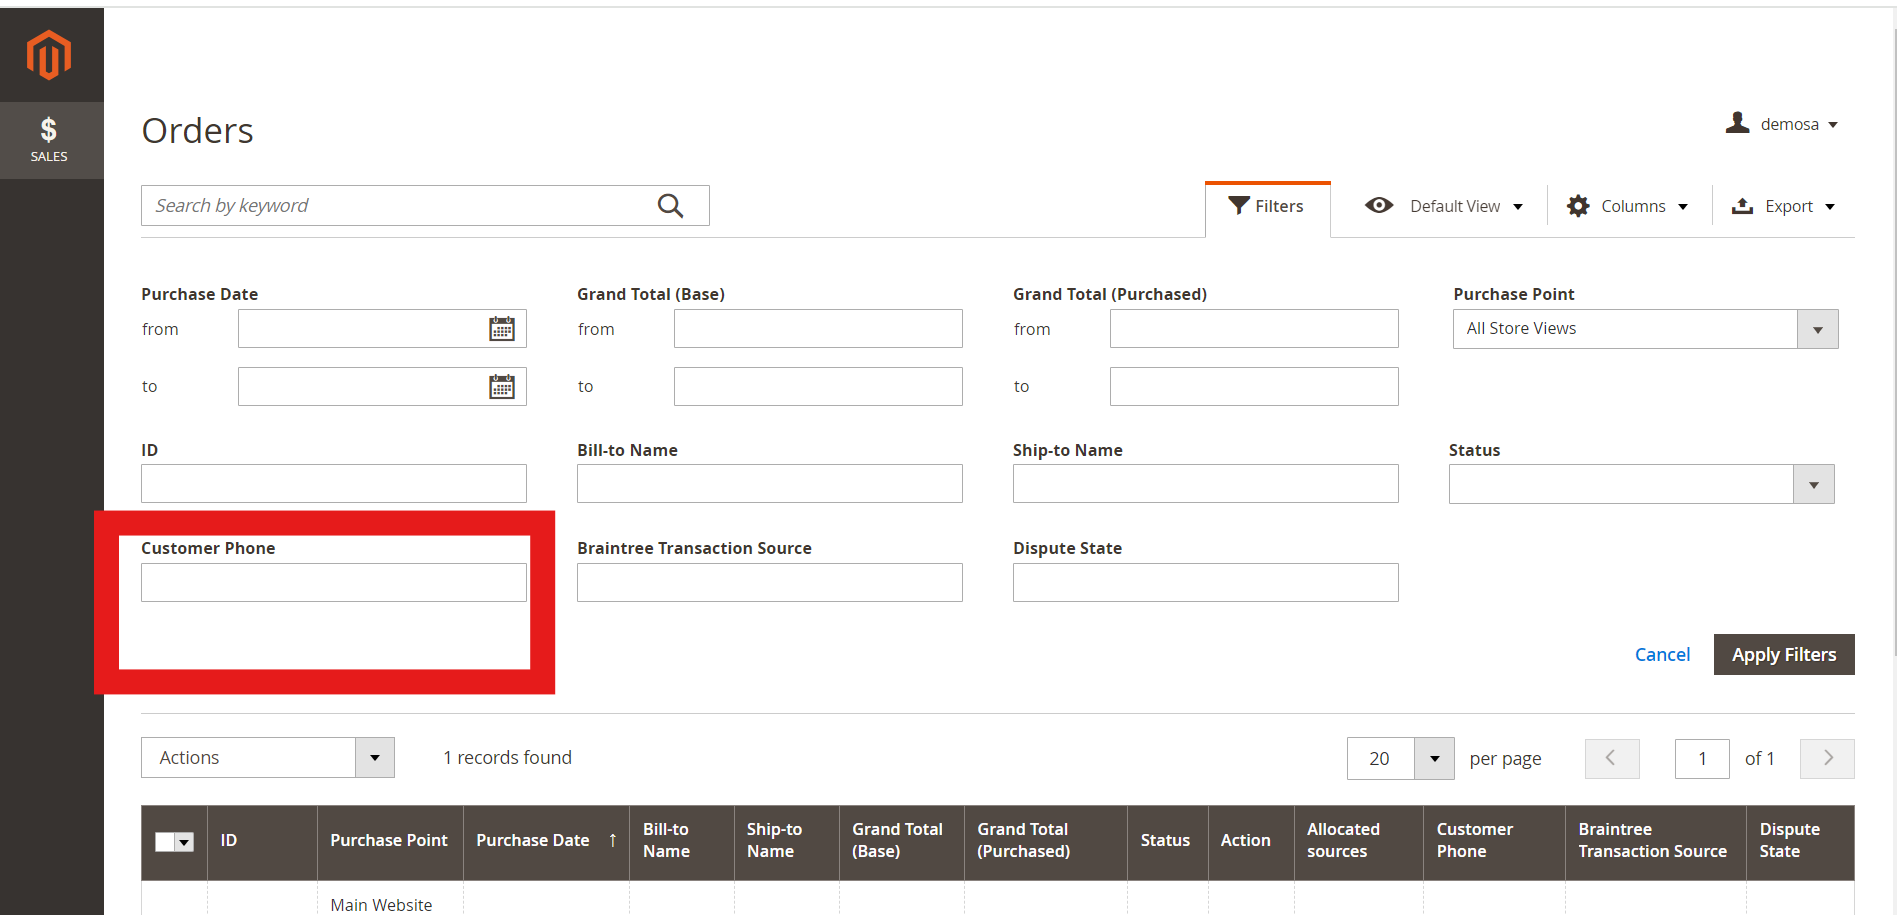 $
SALES
Orders
demosa
Search by keyword
Filters
Default View
Columns
Export
Purchase Date
Grand Total (Base)
Grand Total (Purchased)
Purchase Point
from
from
from
All Store Views
to
to
to
ID
Bill-to Name
Ship-to Name
Status
Customer Phone
Braintree Transaction Source
Dispute State
Cancel
Apply Filters
Actions
1 records found
20
per page
1
of 1
ID
Purchase Point
Purchase Date ↑
Bill-to
Name
Ship-to
Name
Grand Total
(Base)
Grand Total
(Purchased)
Status
Action
Allocated
sources
Customer
Phone
Braintree
Transaction Source
Dispute
State
Main Website